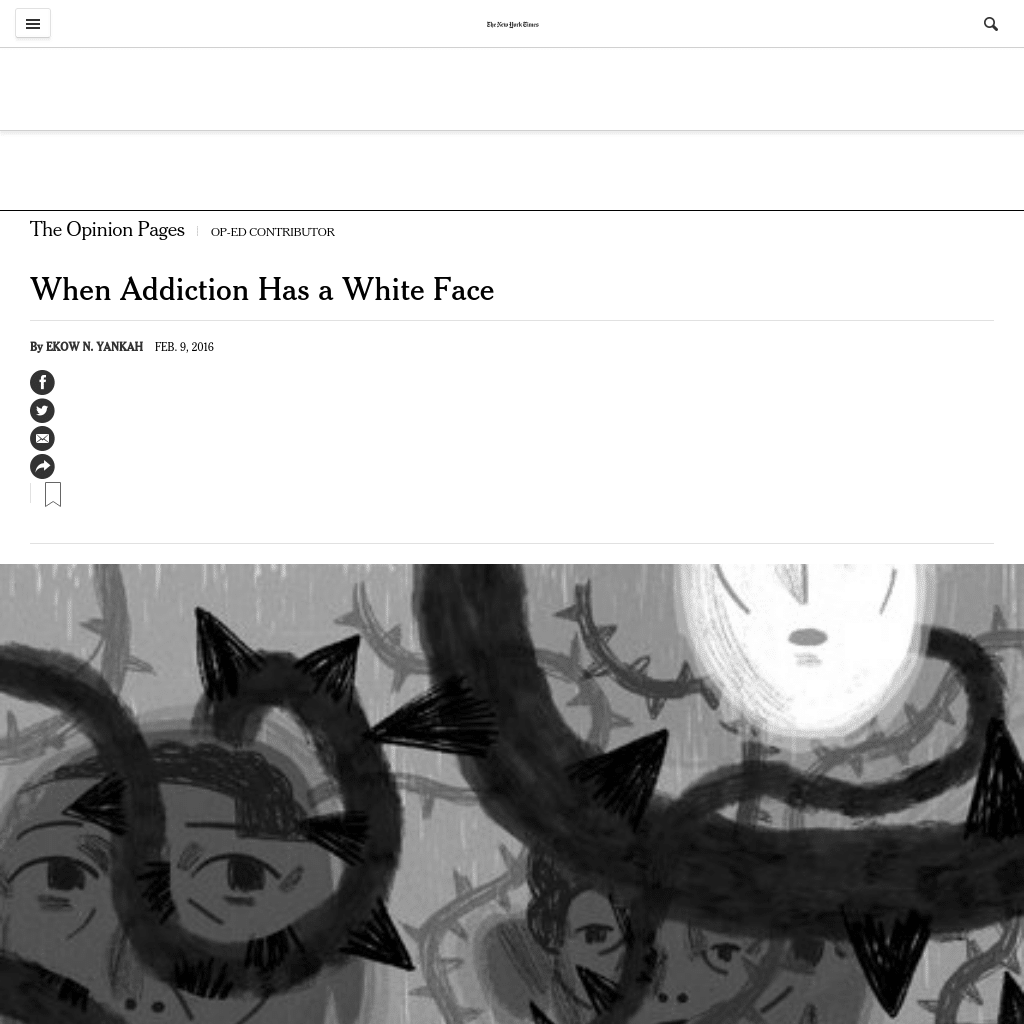 The New York Times
The Opinion Pages | OP-ED CONTRIBUTOR
When Addiction Has a White Face
By EKOW N. YANKAH FEB. 9, 2016